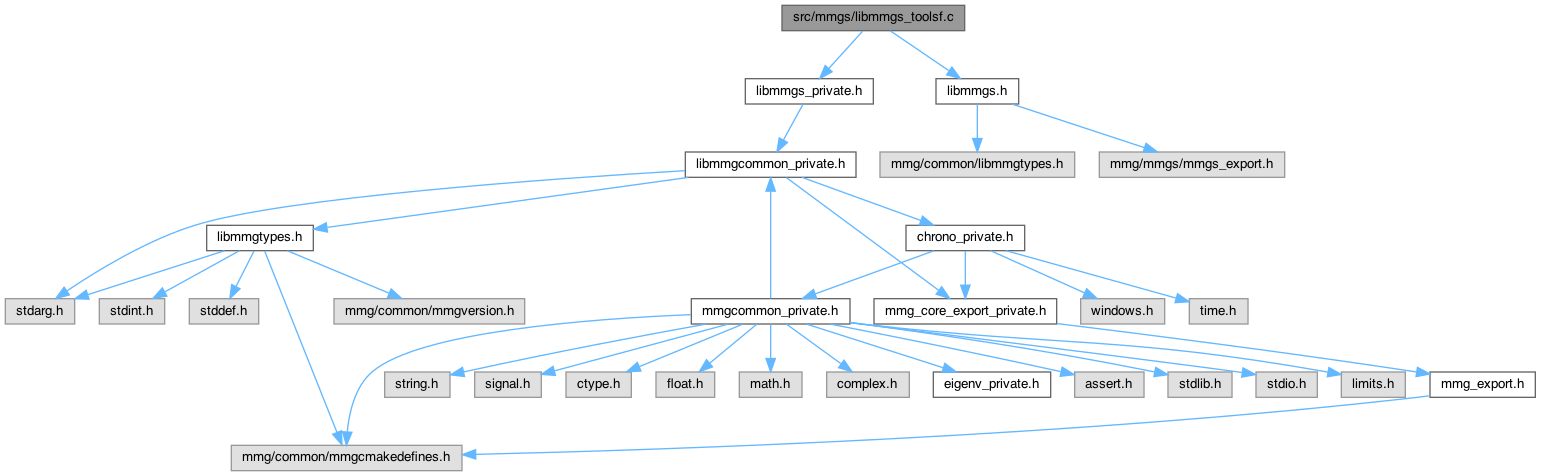 src/mmgs/libmmgs_toolsf.c
libmmgs_private.h
libmmgs.h
libmmgcommon_private.h
mmg/common/libmmgtypes.h
mmg/mmgs/mmgs_export.h
libmmgtypes.h
chrono_private.h
stdarg.h
stdint.h
stddef.h
mmg/common/mmgversion.h
mmgcommon_private.h
mmg_core_export_private.h
windows.h
time.h
string.h
signal.h
ctype.h
float.h
math.h
complex.h
eigenv_private.h
assert.h
stdlib.h
stdio.h
limits.h
mmg_export.h
mmg/common/mmgcmakedefines.h